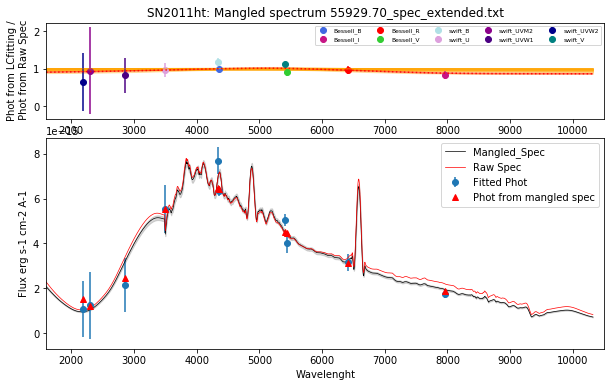 SN2011ht: Mangled spectrum 55929.70_spec_extended.txt
Phot from LCfitting /
Phot from Raw Spec
2
1
0
Bessell_B
Bessell_R
swift_B
swift_UVM2
swift_UVW2
Bessell_I
Bessell_V
swift_U
swift_UVW1
swift_V
2000 3000 4000 5000 6000 7000 8000 9000 10000
1e−15
Flux erg s-1 cm-2 A-1
8
6
4
2
0
Mangled_Spec
Raw Spec
Fitted Phot
Phot from mangled spec
2000 3000 4000 5000 6000 7000 8000 9000 10000
Wavelenght